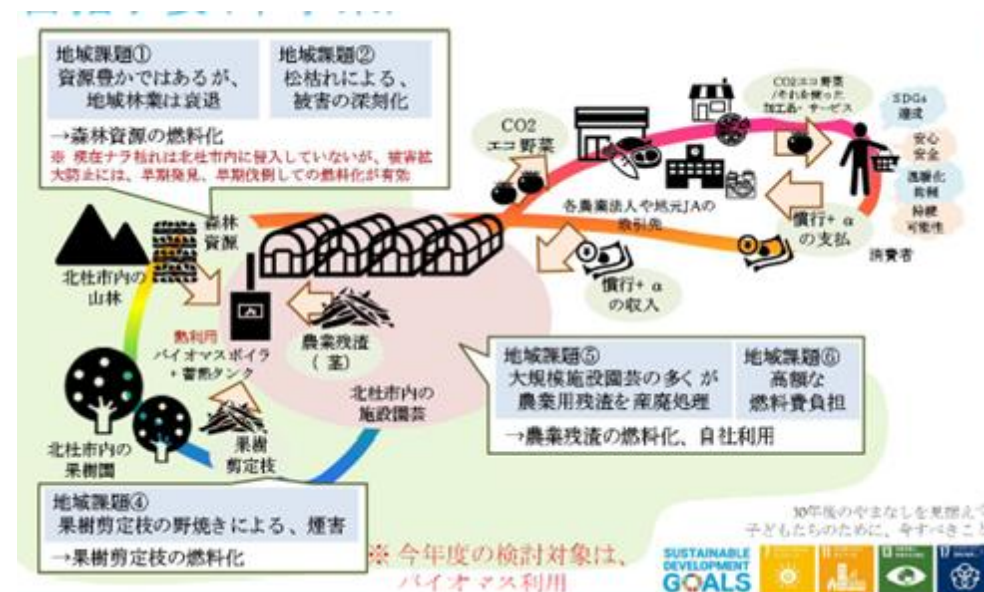 地域課題①
資源豊かではあるが、
地域林業は衰退
地域課題②
松枯れによる、
被害の深刻化
→森林資源の燃料化
※ 現在ナラ枯れは北杜市内に侵入していないが、被害拡
大防止には、早期発見、早期伐倒しての燃料化が有効
CO2
エコ野菜
CO2エコ野菜
/それを使った
加工品・サービス
SDGs
達成
安心
安全
温暖化
抑制
持続
可能性
消費者
各農業法人や地元JAの
取引先
慣行+α
の支払
慣行+α
の収入
森林
資源
北杜市内の
山林
熱利用
バイオマスボイラ
+蓄熱タンク
農業残渣
(茎)
北杜市内の
施設園芸
北杜市内の
果樹園
果樹
剪定枝
地域課題⑤
大規模施設園芸の多くが
農業用残渣を産廃処理
地域課題⑥
高額な
燃料費負担
→農業残渣の燃料化、自社利用
地域課題④
果樹剪定枝の野焼きによる、煙害
→果樹剪定枝の燃料化
※ 今年度の検討対象は、
バイオマス利用
10年後のやまなしを見据えて
子どもたちのために、今すべきこと
SUSTAINABLE
DEVELOPMENT
GOALS
7
11
13
17